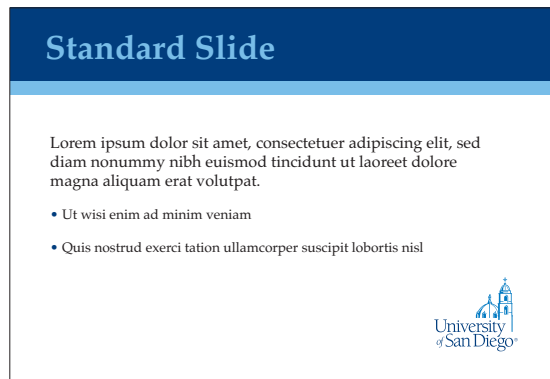 Standard Slide
Lorem ipsum dolor sit amet, consectetuer adipiscing elit, sed
diam nonummy nibh euismod tincidunt ut laoreet dolore
magna aliquam erat volutpat.
• Ut wisi enim ad minim veniam
• Quis nostrud exerci tation ullamcorper suscipit lobortis nisl
University
of San Diego®